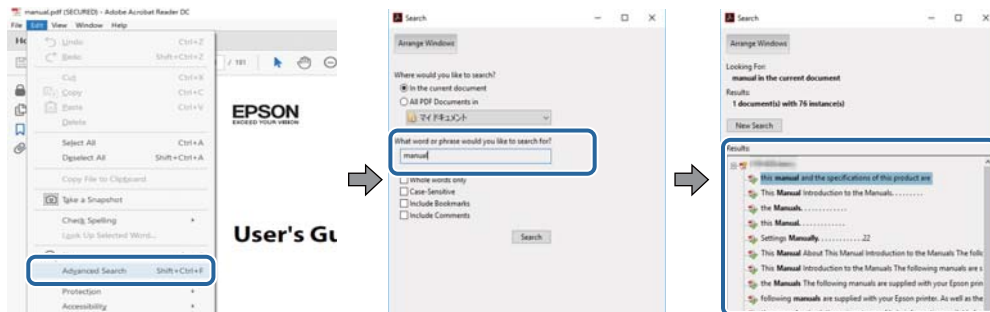 manual.pdf (SECURED) - Adobe Acrobat Reader DC
File Edit View Window Help
Undo Ctrl+Z
Redo Shift+Ctrl+Z
Cut Ctrl+X
Copy Ctrl+C
Paste Ctrl+V
Delete
Select All Ctrl+A
Deselect All Shift+Ctrl+A
Copy File to Clipboard
Take a Snapshot
Check Spelling
Look Up Selected Word...
Advanced Search Shift+Ctrl+F
Protection
Accessibility
/ 191
EPSON
EXCEED YOUR VISION
User's Gu
Search
Arrange Windows
Where would you like to search?
In the current document
All PDF Documents in
マイ ドキュメント
What word or phrase would you like to search for?
manual
Whole words only
Case-Sensitive
Include Bookmarks
Include Comments
Search
Search
Arrange Windows
Looking For:
manual in the current document
Results:
1 document(s) with 76 instance(s)
New Search
Results:
this manual and the specifications of this product are
This Manual Introduction to the Manuals.........
the Manuals.............
this Manual.............
Settings Manually.............22
This Manual About This Manual Introduction to the Manuals The follo
This Manual Introduction to the Manuals The following manuals are s
the Manuals The following manuals are supplied with your Epson prin
following manuals are supplied with your Epson printer. As well as the